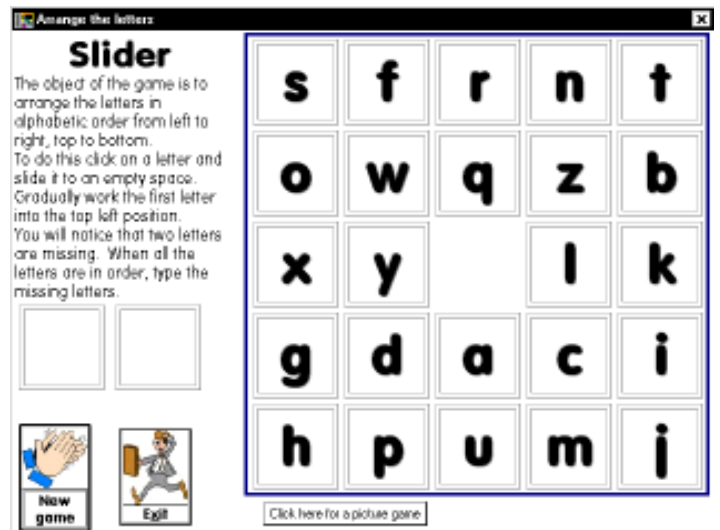 Arrange the letters
Slider
The object of the game is to
arrange the letters in
alphabetic order from left to
right, top to bottom.
To do this click on a letter and
slide it to an empty space.
Gradually work the first letter
into the top left position.
You will notice that two letters
are missing. When all the
letters are in order, type the
missing letters.
s f r n t
o w q z b
x y l k
g d a c i
h p u m j
New
game
Exit
Click here for a picture game